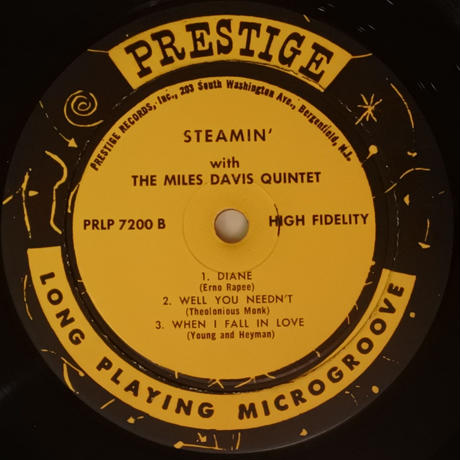 PRESTIGE
PRESTIGE RECORDS, Inc., 203 South Washington Ave., Bergenfield, N.J.
STEAMIN'
with
THE MILES DAVIS QUINTET
PRLP 7200 B
HIGH FIDELITY
1. DIANE
(Erno Rapee)
2. WELL YOU NEEDN'T
(Theolonious Monk)
3. WHEN I FALL IN LOVE
(Young and Heyman)
LONG PLAYING MICROGROOVE